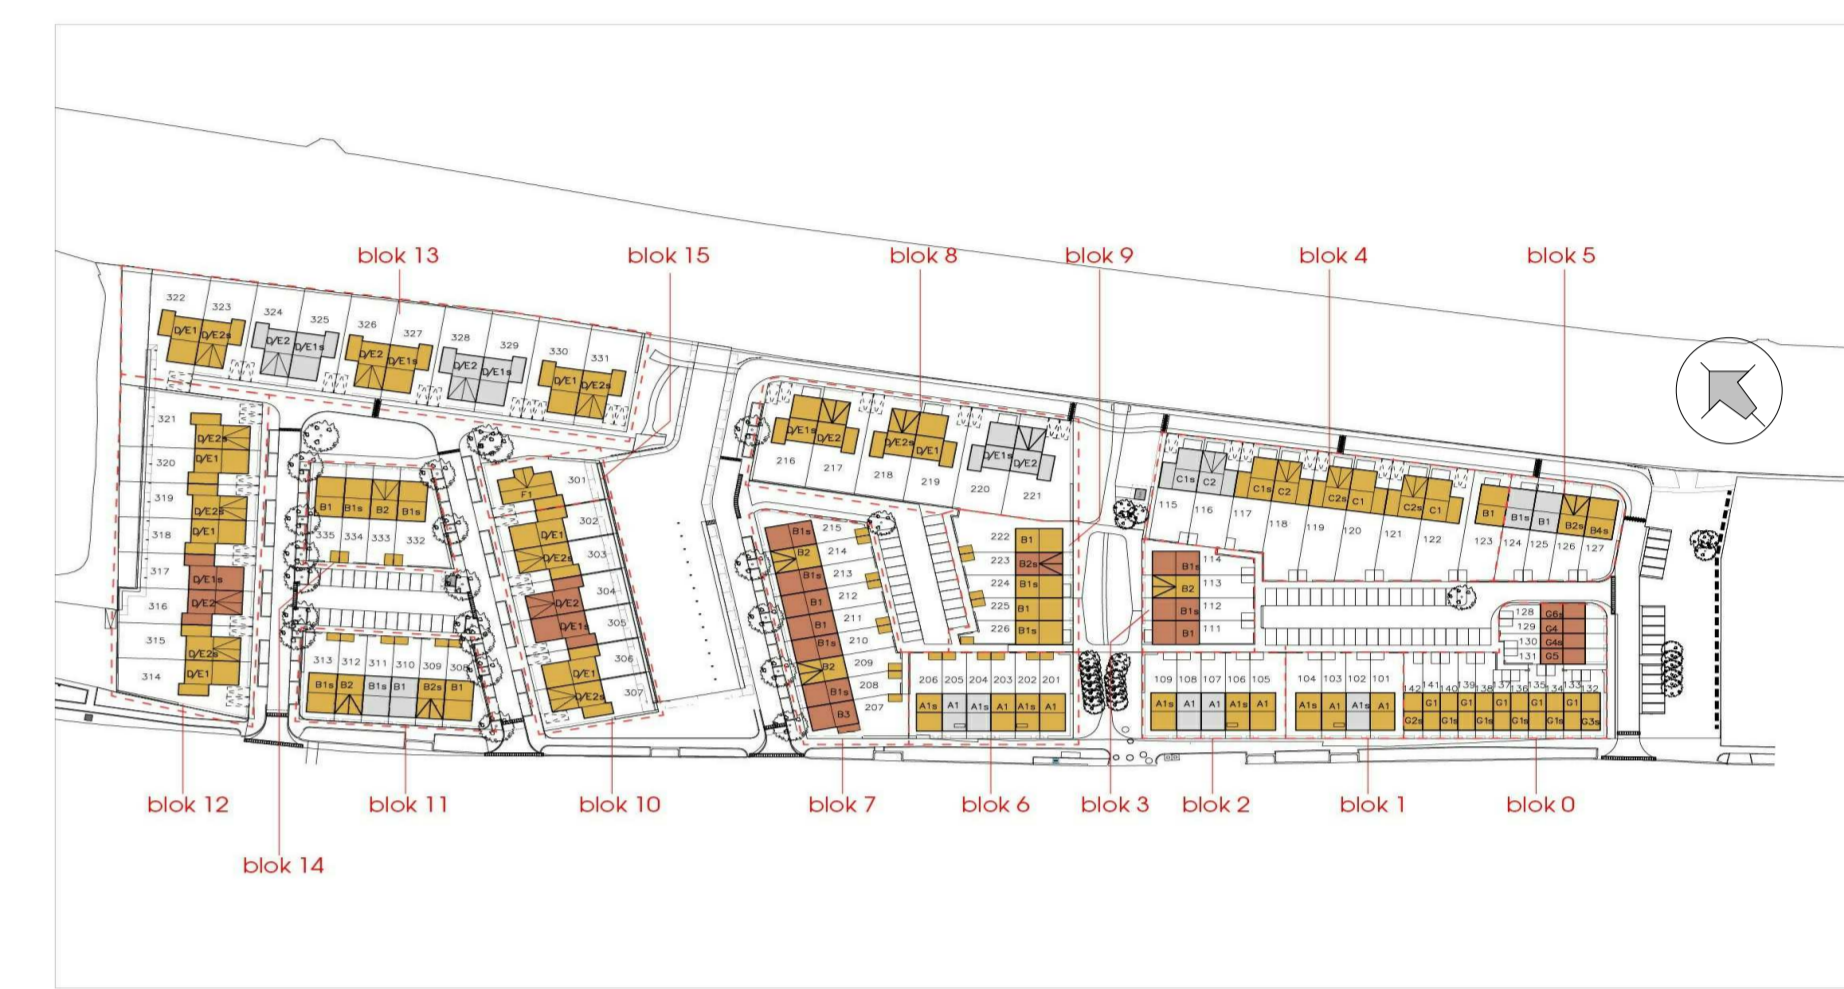 blok 13
blok 15
blok 8
blok 9
blok 4
blok 5
322
323
324
325
326
327
328
329
330
331
D/E1
D/E2s
D/E2
D/E1s
D/E2
D/E1s
D/E2
D/E1s
D/E1
D/E2s
321
320
319
318
317
316
315
314
D/E2s
D/E1
D/E2s
D/E1
D/E1s
D/E2
D/E2s
D/E1
B1
B1s
B2
B1s
335
334
333
332
313
312
311
310
309
308
B1s
B2
B1s
B1
B2s
B1
301
302
303
304
305
306
307
F1
D/E1
D/E2s
D/E2
D/E1s
D/E1
D/E2s
D/E1s
D/E2
D/E2s
D/E1
D/E1s
D/E2
216
217
218
219
220
221
215
214
213
212
211
210
209
208
207
B1s
B2
B1s
B1
B1
B1s
B2
B1s
B3
222
223
224
225
226
B1
B2s
B1s
B1
B1s
206
205
204
203
202
201
A1s
A1
A1s
A1
A1s
A1
C1s
C2
C1s
C2
C2s
C1
C2s
C1
115
116
117
118
119
120
121
122
B1
B1s
B1
B2s
B4s
123
124
125
126
127
114
113
112
111
B1s
B2
B1s
B1
128
129
130
131
G6s
G4
G4s
G5
109
108
107
106
105
A1s
A1
A1
A1s
A1
104
103
102
101
A1s
A1
A1s
A1
142
141
140
139
138
137
136
135
134
133
132
G1
G1
G1
G1
G1
G2s
G1s
G1s
G1s
G1s
G3s
blok 12
blok 11
blok 10
blok 7
blok 6
blok 3
blok 2
blok 1
blok 0
blok 14